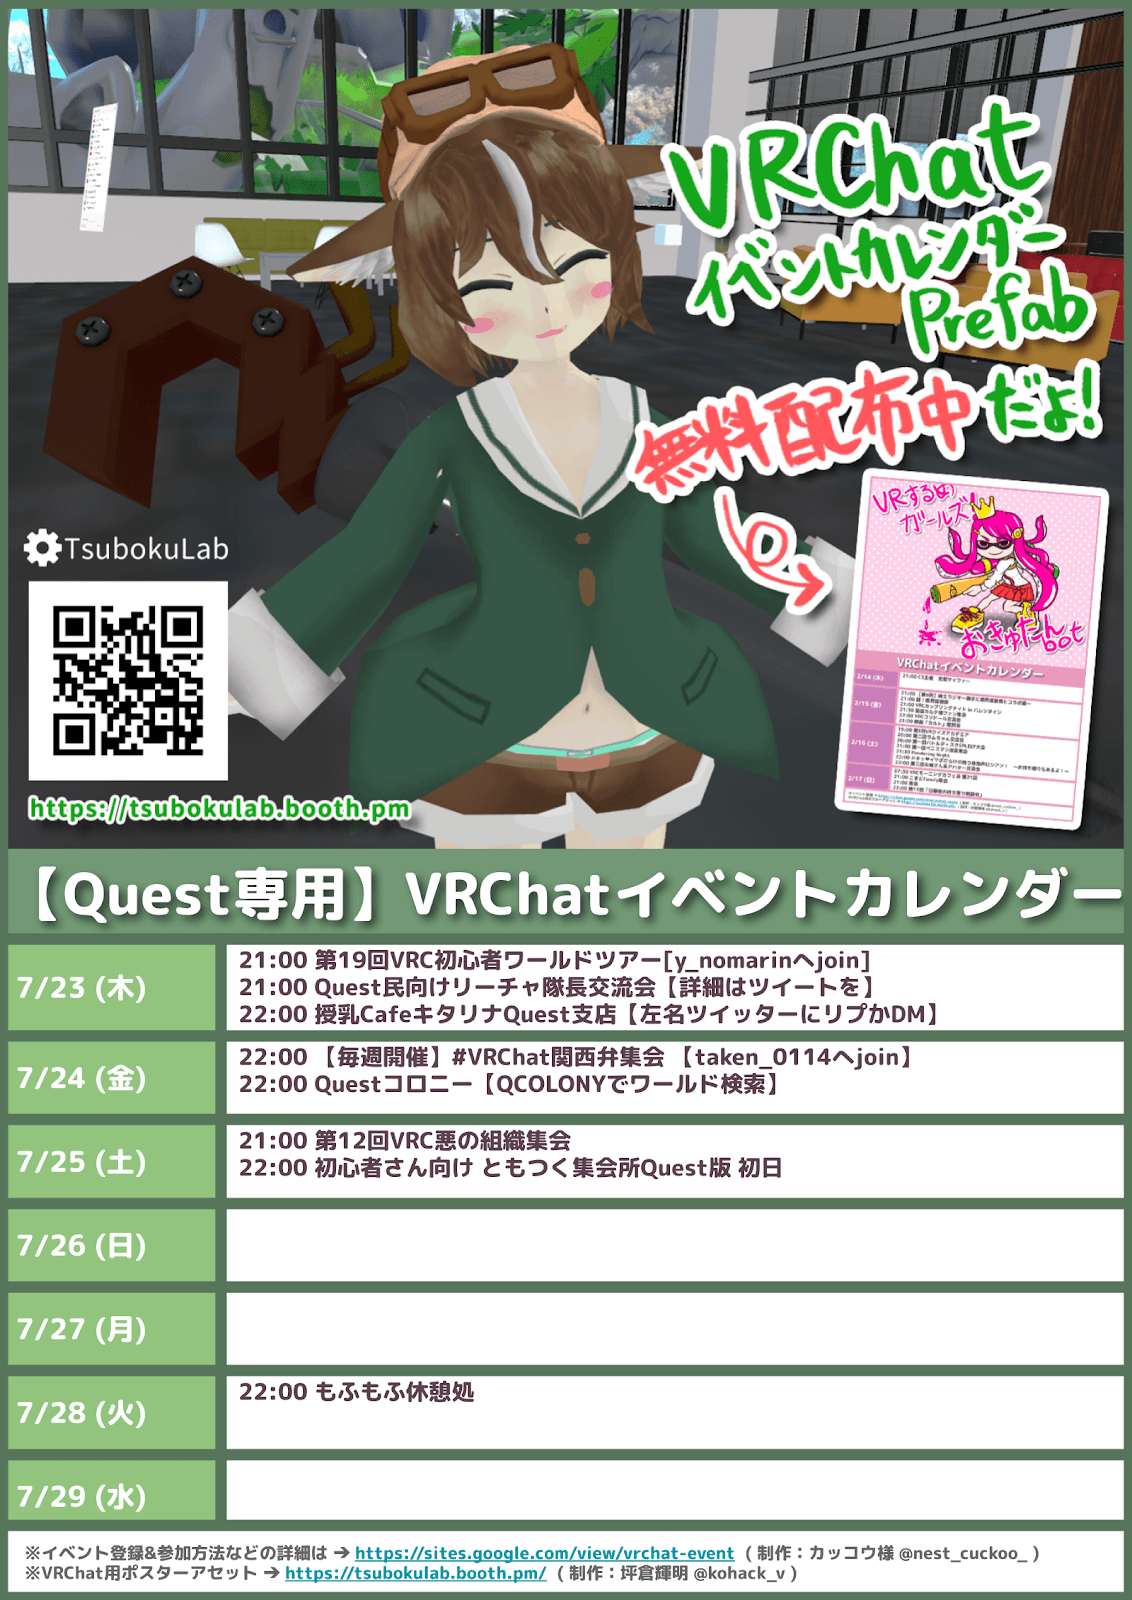 VRChat
イベントカレンダー
Prefab
無料配布中だよ!
VRするめ
ガールズ!
おきゅたんbot
VRChatイベントカレンダー
2/14 (木)
2/15 (金)
2/16 (土)
2/17 (日)
TsubokuLab
https://tsubokulab.booth.pm
【Quest専用】VRChatイベントカレンダー
7/23 (木)
21:00 第19回VRC初心者ワールドツアー[y_nomarinへjoin]
21:00 Quest民向けリーチャ隊長交流会【詳細はツイートを】
22:00 授乳CafeキタリナQuest支店【左名ツイッターにリプかDM】
7/24 (金)
22:00 【毎週開催】#VRChat関西弁集会 【taken_0114へjoin】
22:00 Questコロニー【QCOLONYでワールド検索】
7/25 (土)
21:00 第12回VRC悪の組織集会
22:00 初心者さん向け ともつく集会所Quest版 初日
7/26 (日)
7/27 (月)
7/28 (火)
22:00 もふもふ休憩処
7/29 (水)
※イベント登録&参加方法などの詳細は → https://sites.google.com/view/vrchat-event ( 制作：カッコウ様 @nest_cuckoo_ )
※VRChat用ポスターアセット → https://tsubokulab.booth.pm/ ( 制作：坪倉輝明 @kohack_v )